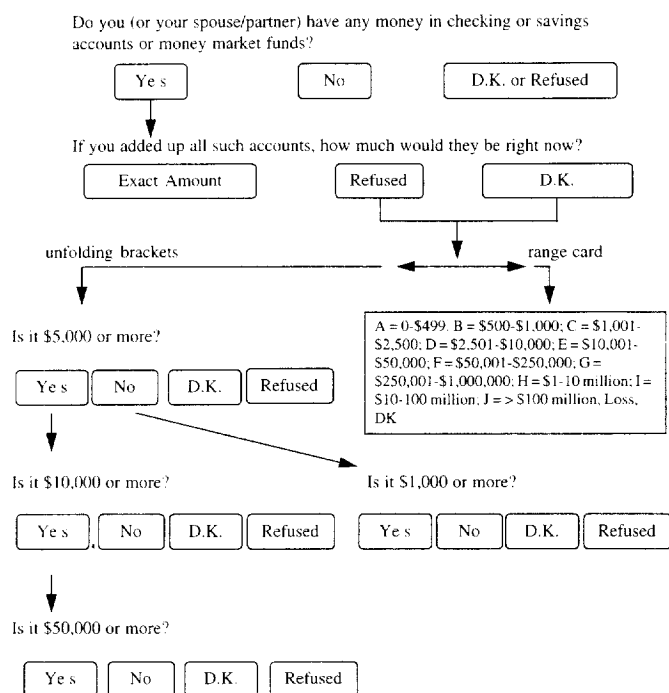 Do you (or your spouse/partner) have any money in checking or savings
accounts or money market funds?
Yes No D.K. or Refused
If you added up all such accounts, how much would they be right now?
Exact Amount Refused D.K.
unfolding brackets range card
A = 0-$499. B = $500-$1,000; C = $1,001-
$2,500; D = $2,501-$10,000; E = $10,001-
$50,000; F = $50,001-$250,000; G =
$250,001-$1,000,000; H = $1-10 million; I =
$10-100 million; J = > $100 million, Loss,
DK
Is it $5,000 or more?
Yes No D.K. Refused
Is it $10,000 or more? Is it $1,000 or more?
Yes No D.K. Refused Yes No D.K. Refused
Is it $50,000 or more?
Yes No D.K. Refused